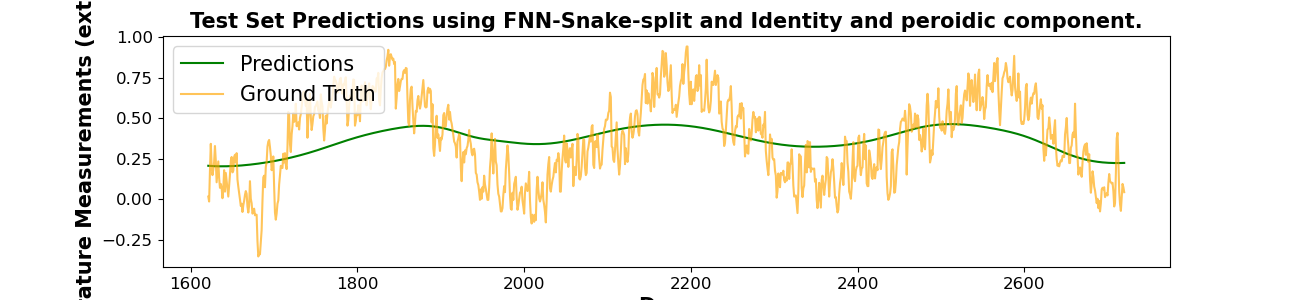 Test Set Predictions using FNN-Snake-split and Identity and peroidic component.
rature Measurements (ext
1.00
0.75
0.50
0.25
0.00
−0.25
Predictions
Ground Truth
1600 1800 2000 2200 2400 2600